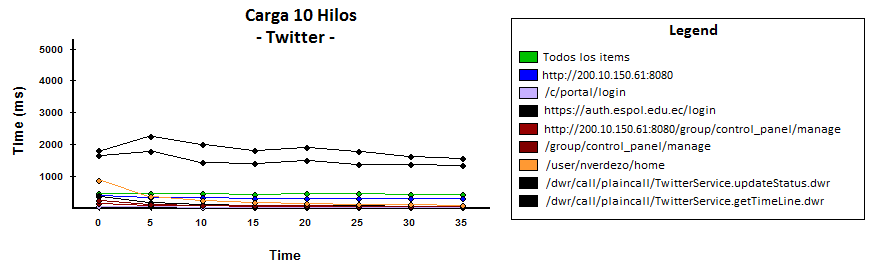 Carga 10 Hilos
- Twitter -
Time (ms)
5000
4000
3000
2000
1000
0 5 10 15 20 25 30 35
Time
Legend
Todos los items
http://200.10.150.61:8080
/c/portal/login
https://auth.espol.edu.ec/login
http://200.10.150.61:8080/group/control_panel/manage
/group/control_panel/manage
/user/nverdezo/home
/dwr/call/plaincall/TwitterService.updateStatus.dwr
/dwr/call/plaincall/TwitterService.getTimeLine.dwr